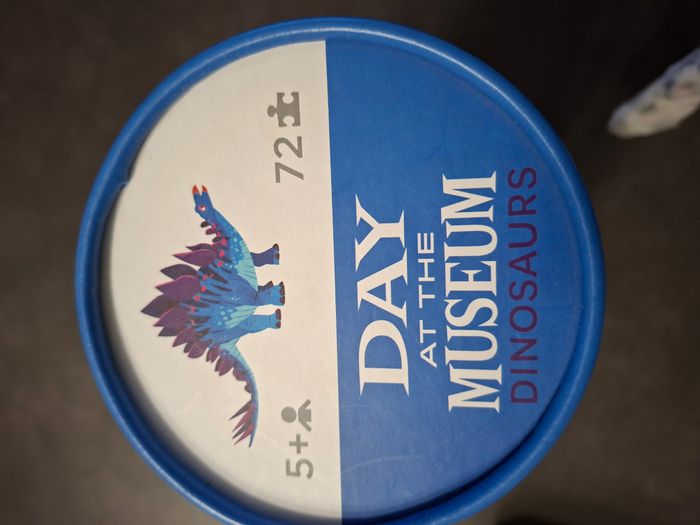 5+ 72
DAY
AT THE
MUSEUM
DINOSAURS